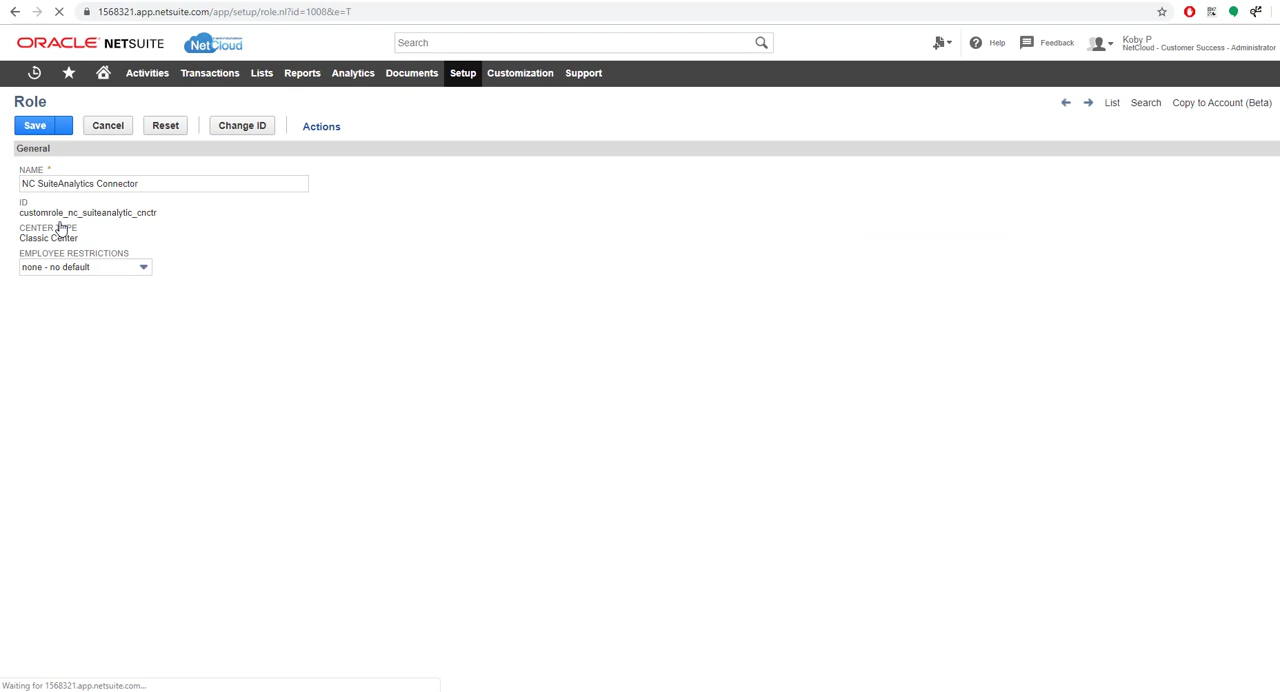 1568321.app.netsuite.com/app/setup/role.nl?id=1008&e=T
ORACLE NETSUITE
NetCloud
Search
Help
Feedback
Koby P
NetCloud - Customer Success - Administrator
Activities Transactions Lists Reports Analytics Documents Setup Customization Support
Role
List Search Copy to Account (Beta)
Save Cancel Reset Change ID Actions
General
NAME *
NC SuiteAnalytics Connector
ID
customrole_nc_suiteanalytic_cnctr
CENTER TYPE
Classic Center
EMPLOYEE RESTRICTIONS
none - no default
Waiting for 1568321.app.netsuite.com...